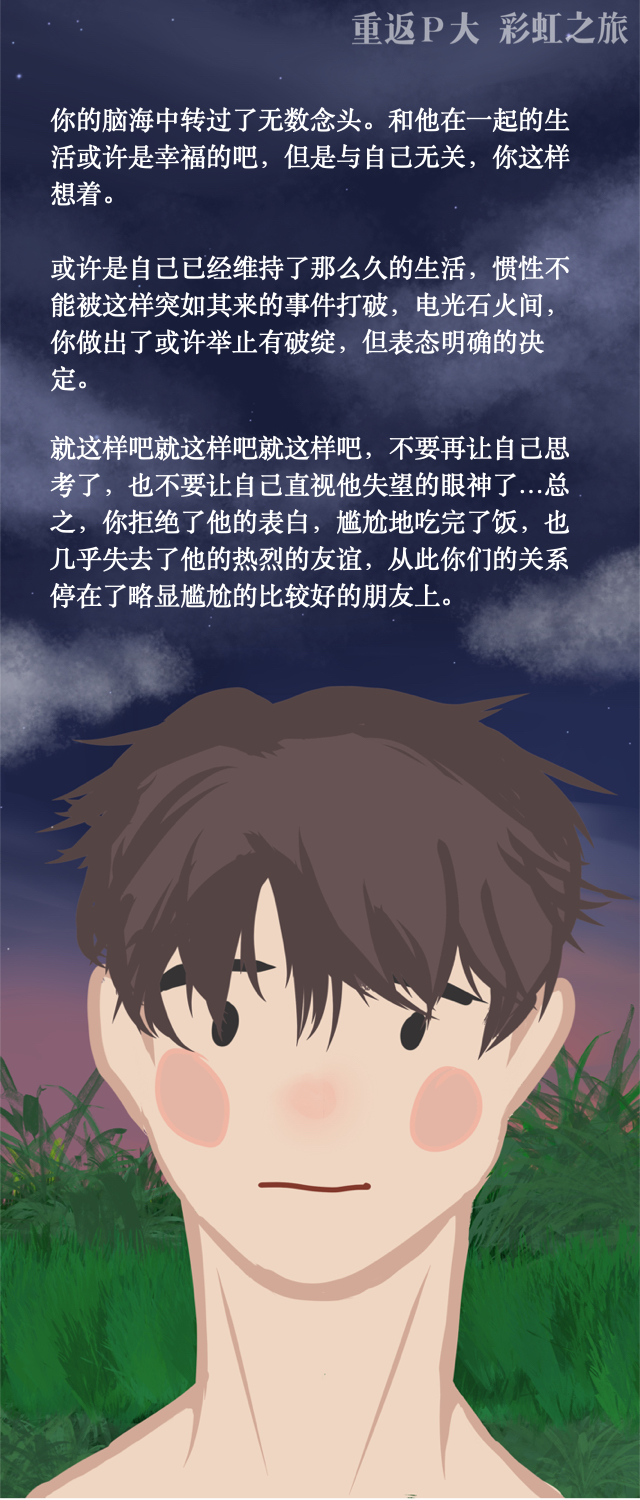 重返P大 彩虹之旅
你的脑海中转过了无数念头。和他在一起的生
活或许是幸福的吧，但是与自己无关，你这样
想着。
或许是自己已经维持了那么久的生活，惯性不
能被这样突如其来的事件打破，电光石火间，
你做出了或许举止有破绽，但表态明确的决
定。
就这样吧就这样吧就这样吧，不要再让自己思
考了，也不要让自己直视他失望的眼神了…总
之，你拒绝了他的表白，尴尬地吃完了饭，也
几乎失去了他的热烈的友谊，从此你们的关系
停在了略显尴尬的比较好的朋友上。